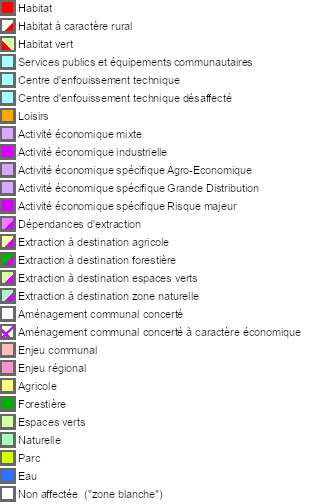 Habitat
Habitat à caractère rural
Habitat vert
Services publics et équipements communautaires
Centre d'enfouissement technique
Centre d'enfouissement technique désaffecté
Loisirs
Activité économique mixte
Activité économique industrielle
Activité économique spécifique Agro-Economique
Activité économique spécifique Grande Distribution
Activité économique spécifique Risque majeur
Dépendances d'extraction
Extraction à destination agricole
Extraction à destination forestière
Extraction à destination espaces verts
Extraction à destination zone naturelle
Aménagement communal concerté
Aménagement communal concerté à caractère économique
Enjeu communal
Enjeu régional
Agricole
Forestière
Espaces verts
Naturelle
Parc
Eau
Non affectée ("zone blanche")